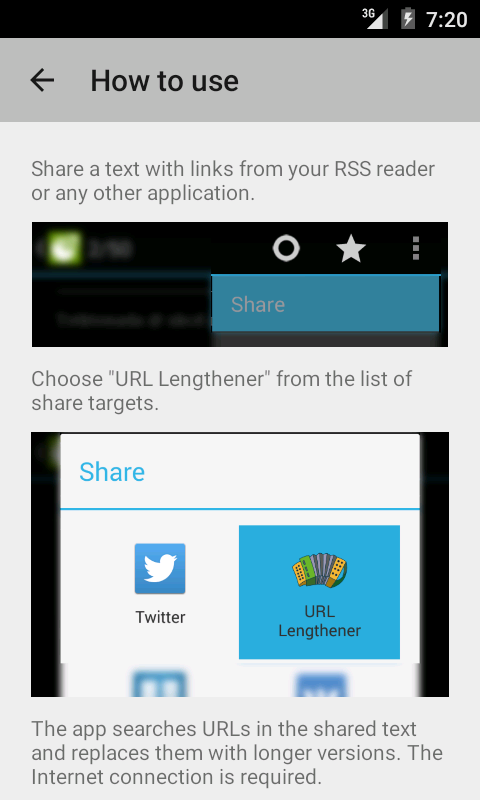 3G 7:20
How to use
Share a text with links from your RSS reader
or any other application.
2/50
Share
Choose "URL Lengthener" from the list of
share targets.
Share
Twitter
URL
Lengthener
The app searches URLs in the shared text
and replaces them with longer versions. The
Internet connection is required.